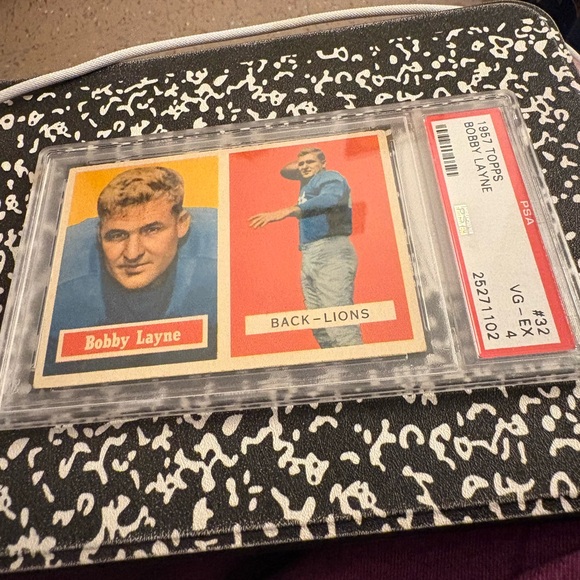 Bobby Layne
BACK-LIONS
1957 TOPPS
BOBBY LAYNE
PSA
#32
VG-EX 4
25271102